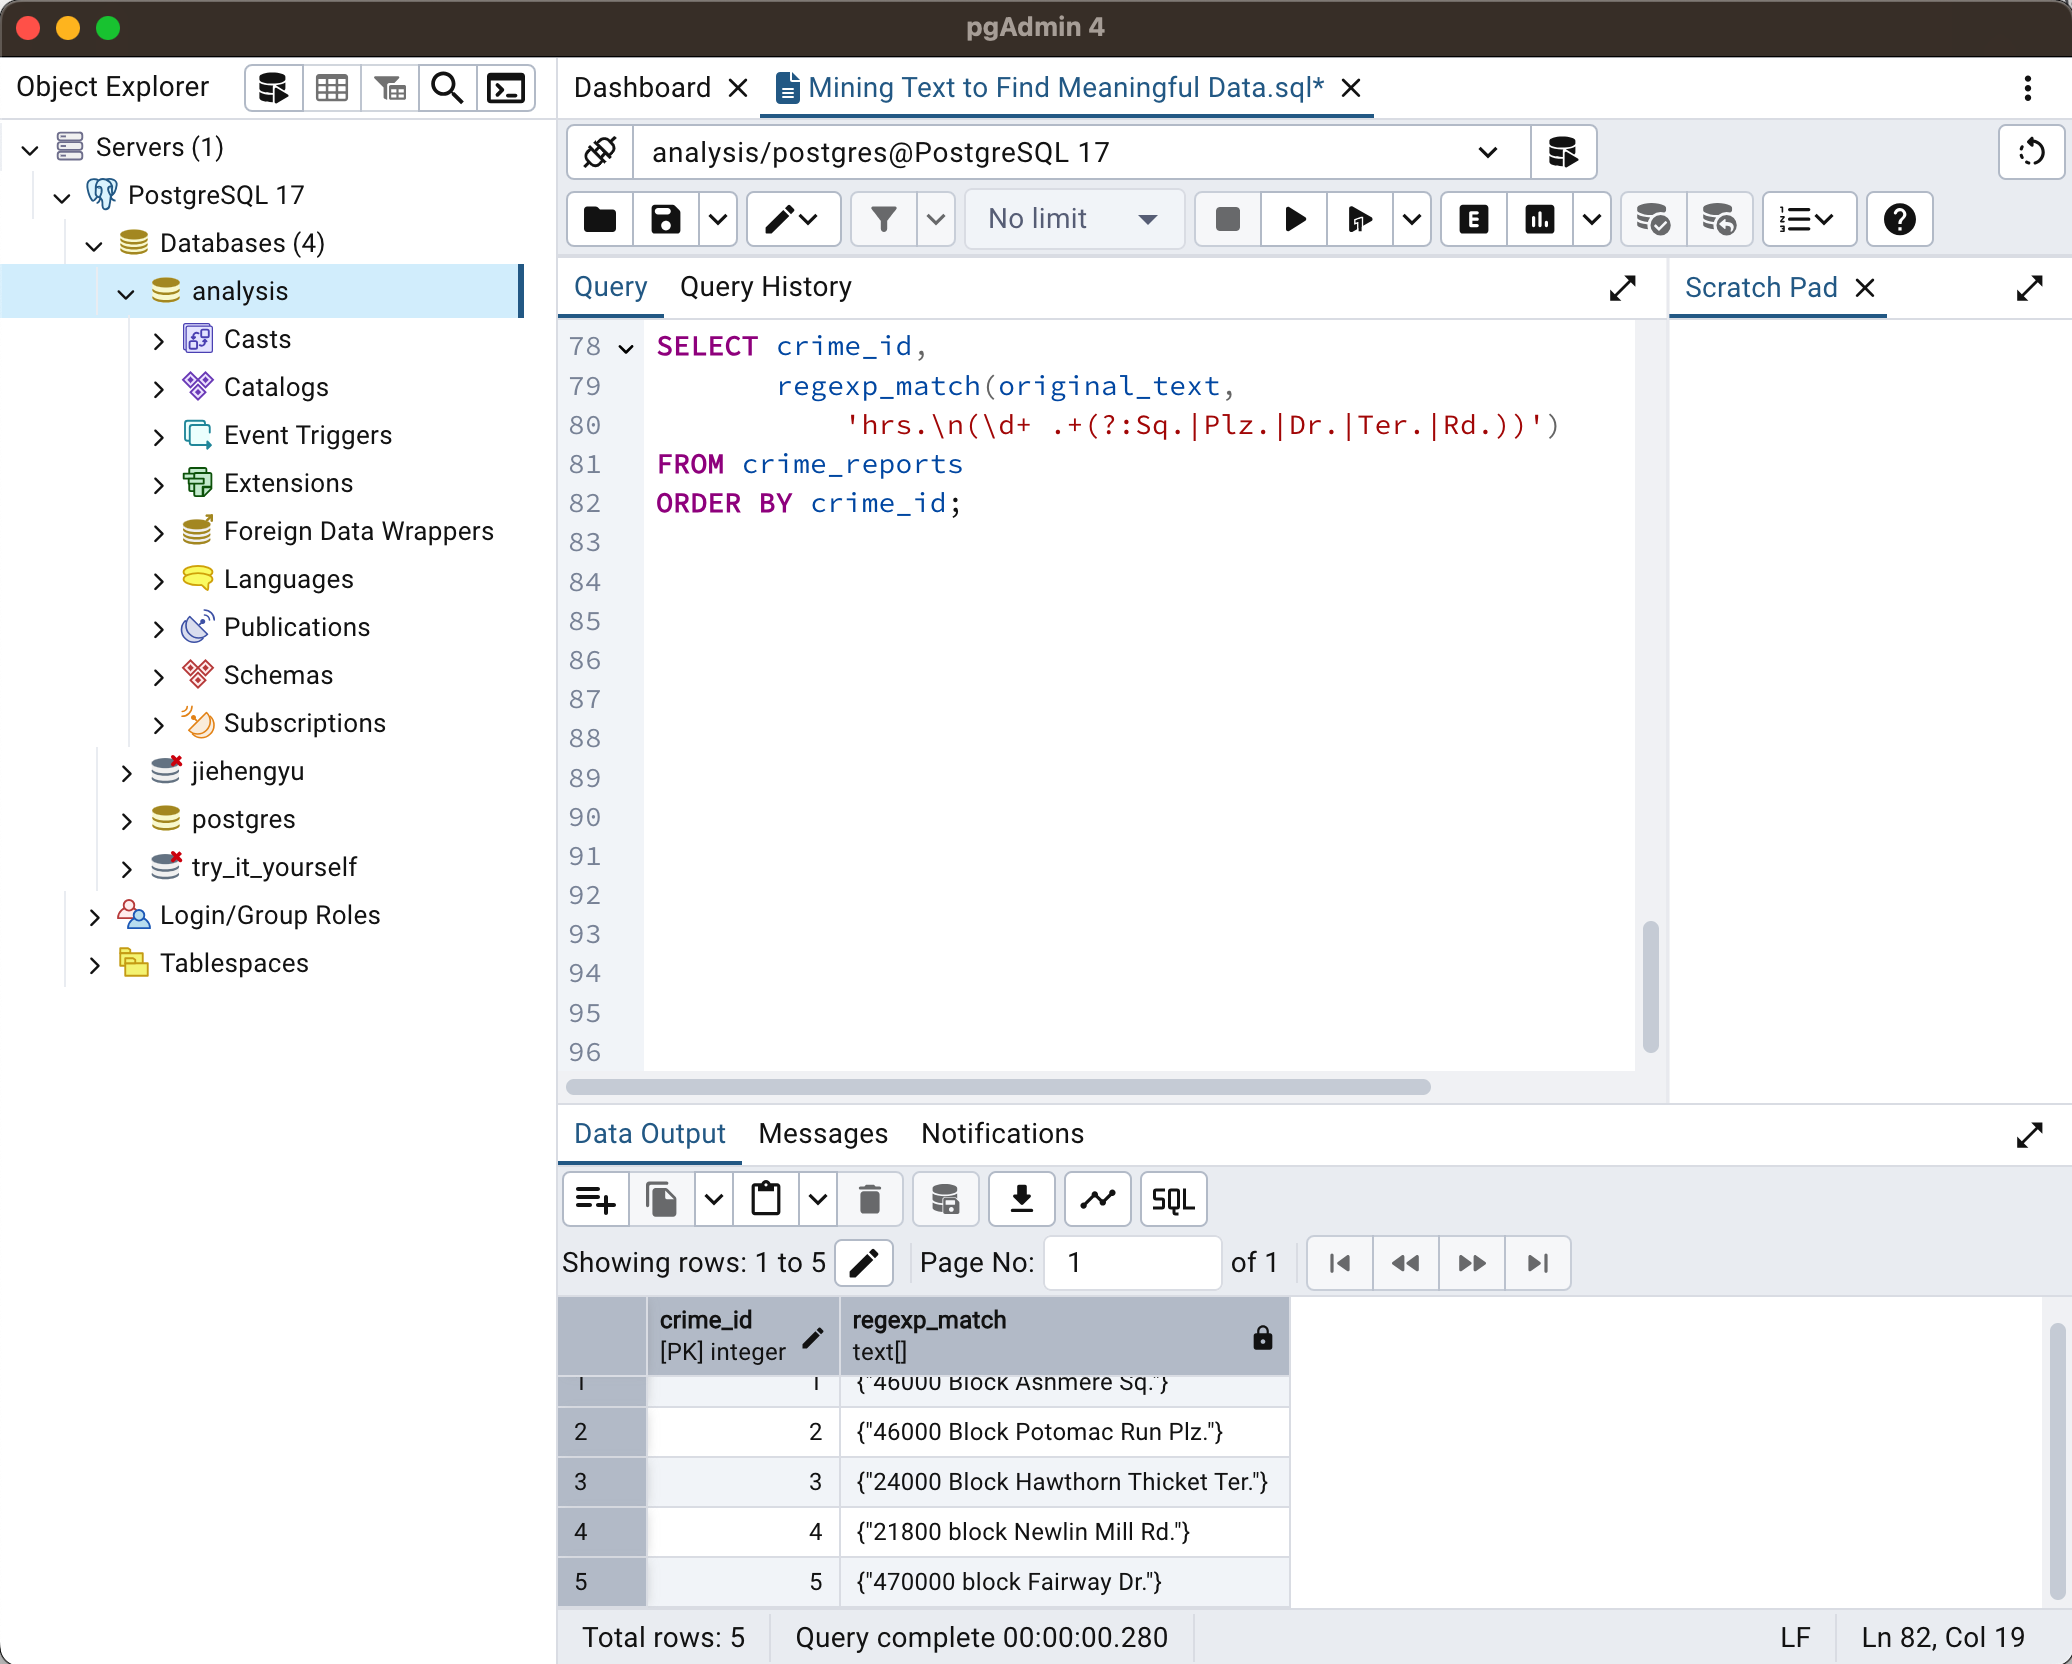 pgAdmin 4
Object Explorer
Dashboard
Mining Text to Find Meaningful Data.sql*
Servers (1)
PostgreSQL 17
Databases (4)
analysis
Casts
Catalogs
Event Triggers
Extensions
Foreign Data Wrappers
Languages
Publications
Schemas
Subscriptions
jiehengyu
postgres
try_it_yourself
Login/Group Roles
Tablespaces
analysis/postgres@PostgreSQL 17
No limit
E
Query
Query History
Scratch Pad
78 SELECT crime_id,
79 regexp_match(original_text,
80 'hrs.\n(\d+ .+(?:Sq.|Plz.|Dr.|Ter.|Rd.))')
81 FROM crime_reports
82 ORDER BY crime_id;
83
84
85
86
87
88
89
90
91
92
93
94
95
96
Data Output
Messages
Notifications
SQL
Showing rows: 1 to 5
Page No: 1 of 1
crime_id regexp_match
[PK] integer text[]
1 1 {"46000 Block Ashmere Sq."}
2 2 {"46000 Block Potomac Run Plz."}
3 3 {"24000 Block Hawthorn Thicket Ter."}
4 4 {"21800 block Newlin Mill Rd."}
5 5 {"470000 block Fairway Dr."}
Total rows: 5
Query complete 00:00:00.280
LF
Ln 82, Col 19